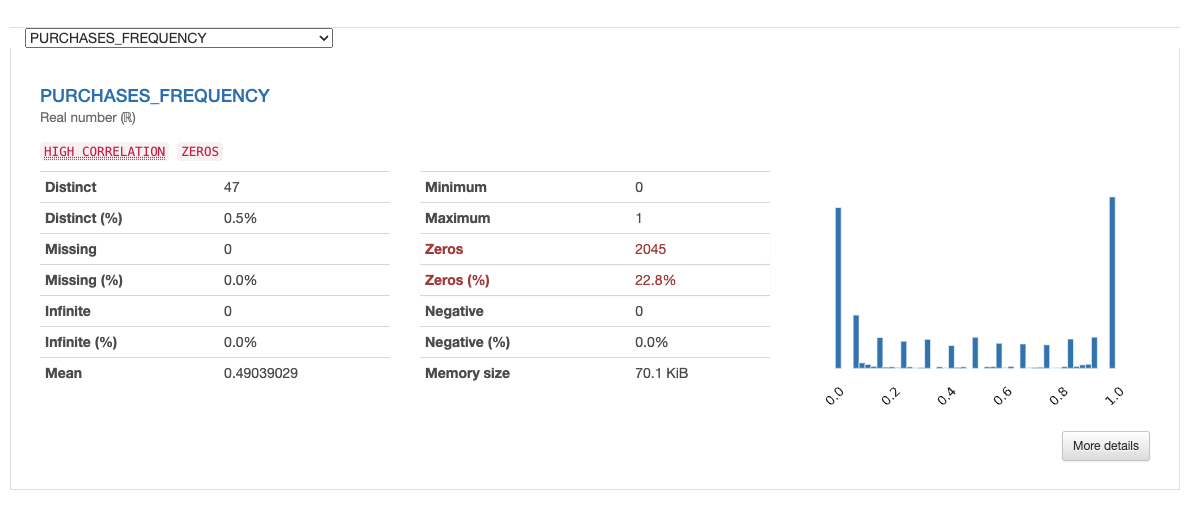 PURCHASES_FREQUENCY
PURCHASES_FREQUENCY
Real number (ℝ)
HIGH CORRELATION ZEROS
Distinct 47
Distinct (%) 0.5%
Missing 0
Missing (%) 0.0%
Infinite 0
Infinite (%) 0.0%
Mean 0.49039029
Minimum 0
Maximum 1
Zeros 2045
Zeros (%) 22.8%
Negative 0
Negative (%) 0.0%
Memory size 70.1 KiB
0.0 0.2 0.4 0.6 0.8 1.0
More details